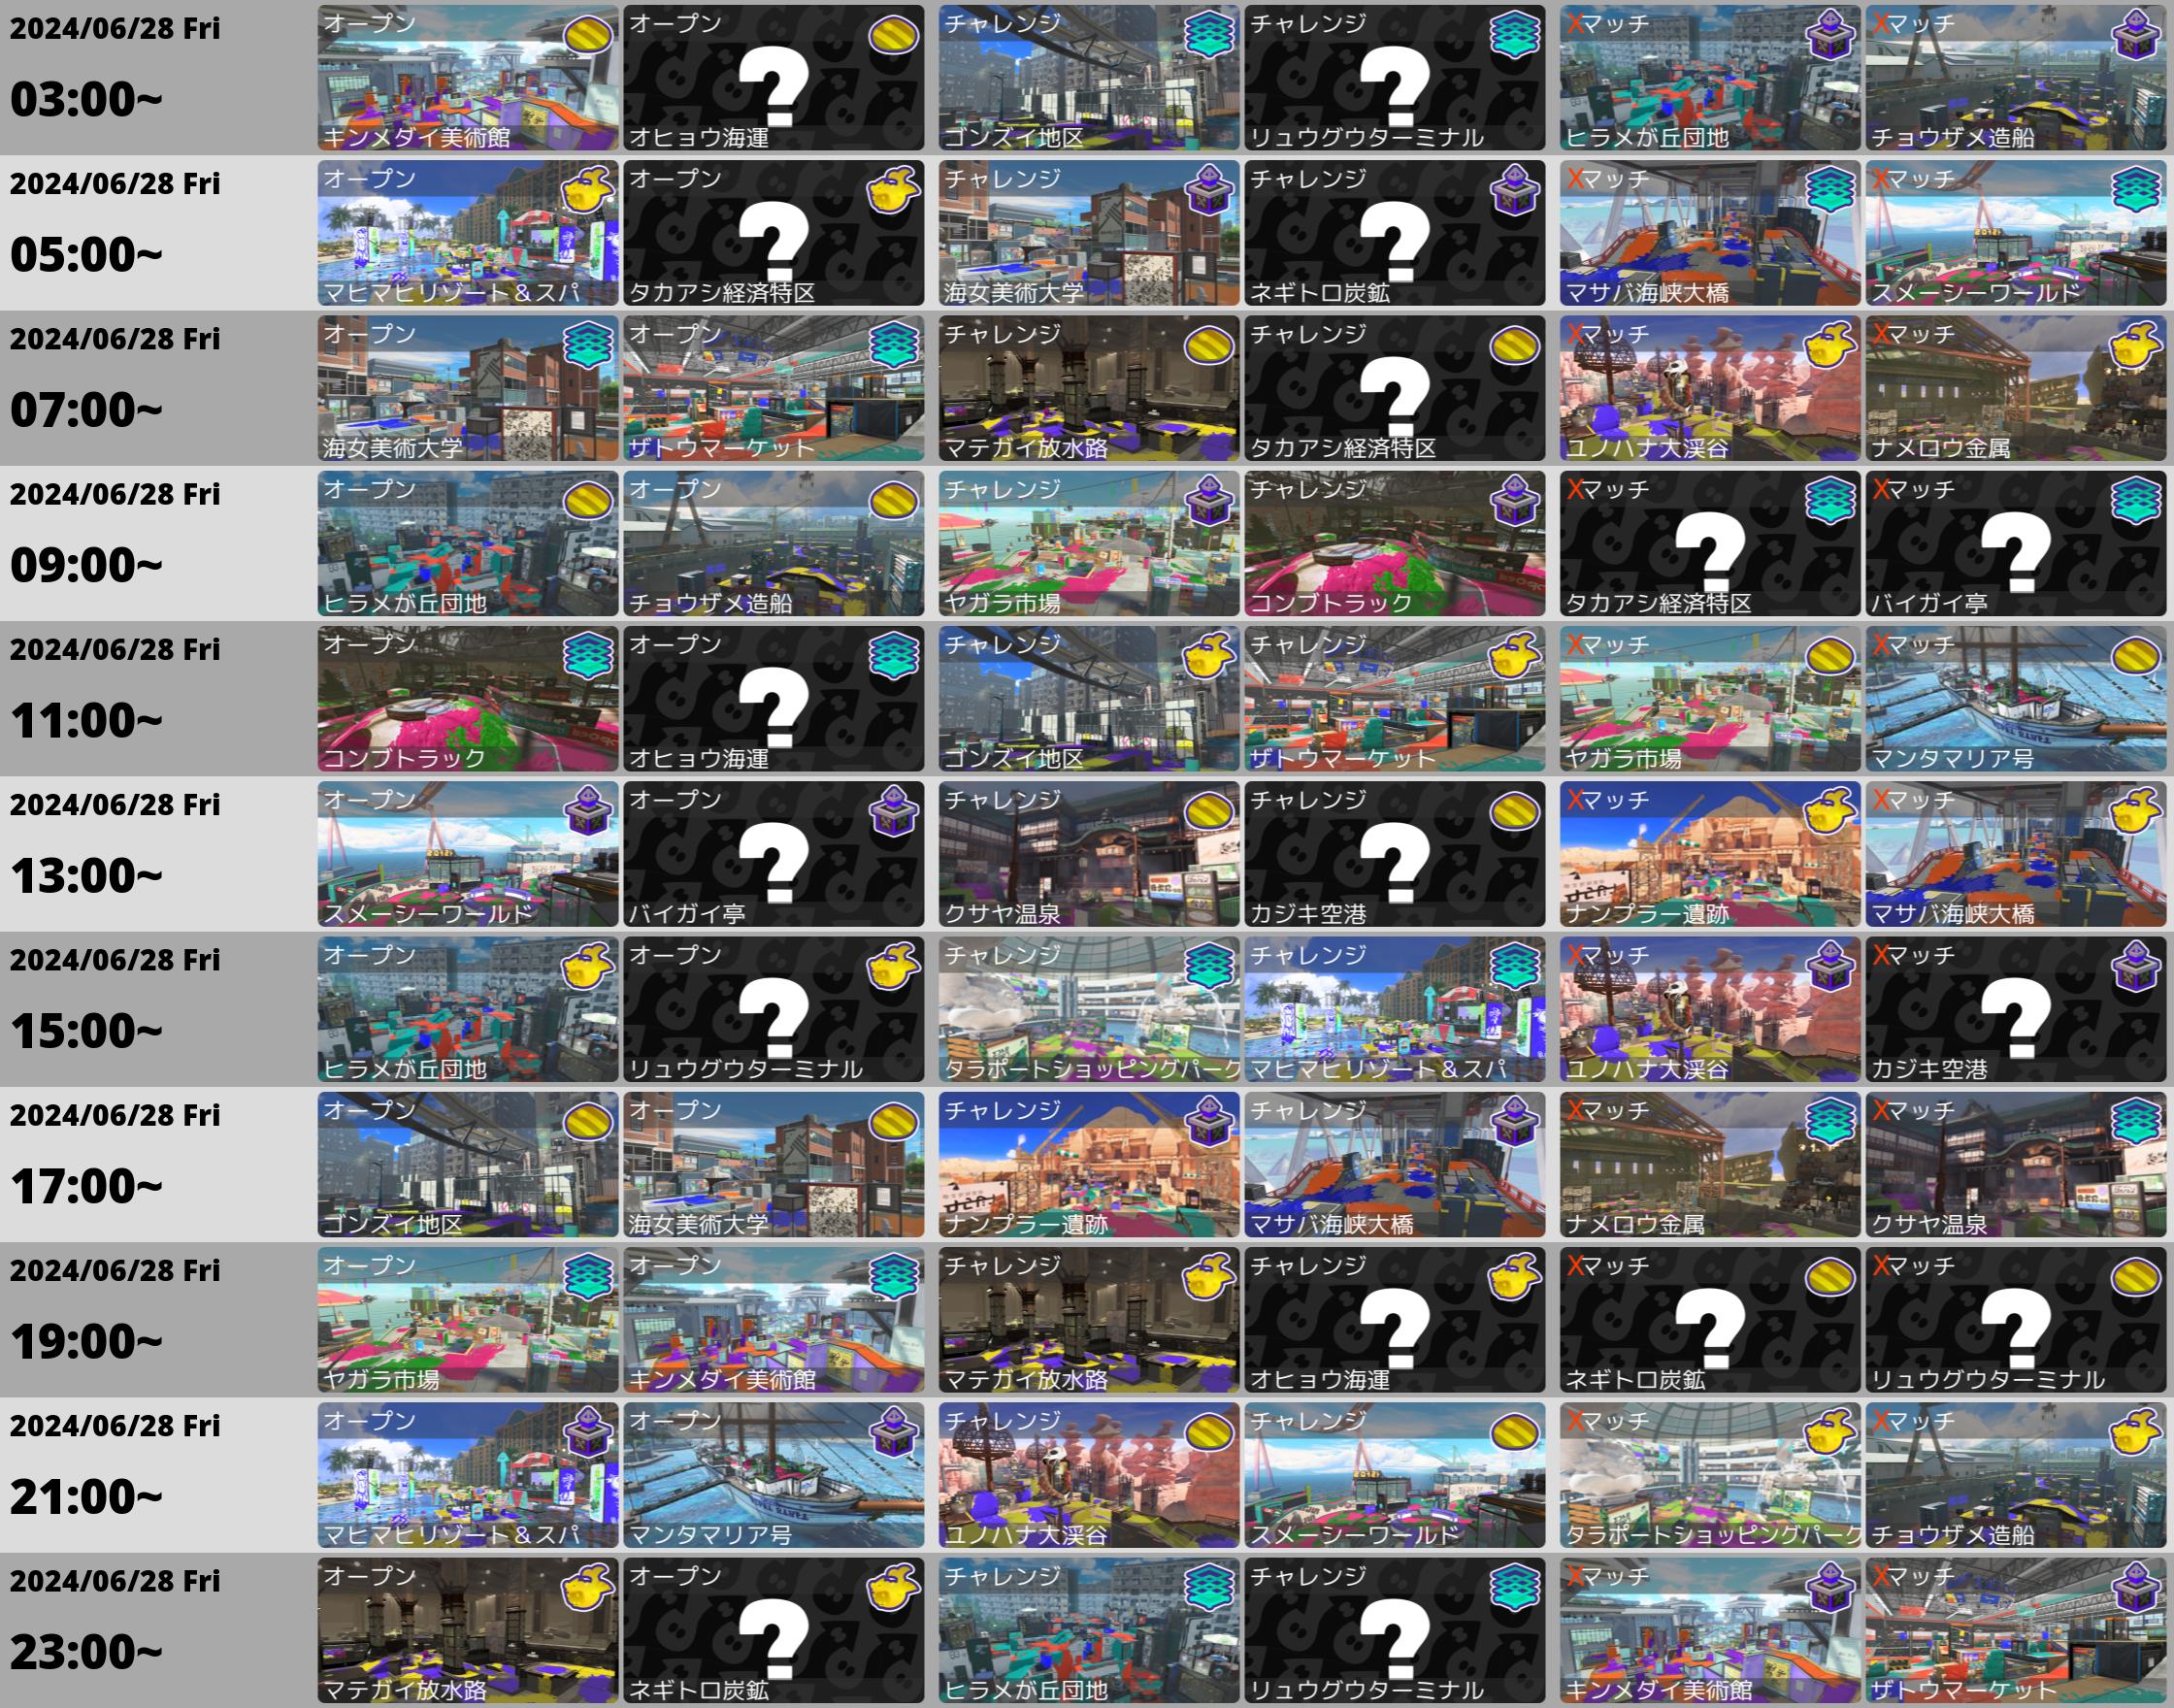 2024/06/28 Fri
03:00~
オープン
キンメダイ美術館
オープン
オヒョウ海運
チャレンジ
ゴンズイ地区
チャレンジ
リュウグウターミナル
Xマッチ
ヒラメが丘団地
Xマッチ
チョウザメ造船
2024/06/28 Fri
05:00~
オープン
マヒマヒリゾート&スパ
オープン
タカアシ経済特区
チャレンジ
海女美術大学
チャレンジ
ネギトロ炭鉱
Xマッチ
マサバ海峡大橋
Xマッチ
スメーシーワールド
2024/06/28 Fri
07:00~
オープン
海女美術大学
オープン
ザトウマーケット
チャレンジ
マテガイ放水路
チャレンジ
タカアシ経済特区
Xマッチ
ユノハナ大渓谷
Xマッチ
ナメロウ金属
2024/06/28 Fri
09:00~
オープン
ヒラメが丘団地
オープン
チョウザメ造船
チャレンジ
ヤガラ市場
チャレンジ
コンブトラック
Xマッチ
タカアシ経済特区
Xマッチ
バイガイ亭
2024/06/28 Fri
11:00~
オープン
コンブトラック
オープン
オヒョウ海運
チャレンジ
ゴンズイ地区
チャレンジ
ザトウマーケット
Xマッチ
ヤガラ市場
Xマッチ
マンタマリア号
2024/06/28 Fri
13:00~
オープン
スメーシーワールド
オープン
バイガイ亭
チャレンジ
クサヤ温泉
チャレンジ
カジキ空港
Xマッチ
ナンプラー遺跡
Xマッチ
マサバ海峡大橋
2024/06/28 Fri
15:00~
オープン
ヒラメが丘団地
オープン
リュウグウターミナル
チャレンジ
タラポートショッピングパーク
チャレンジ
マヒマヒリゾート&スパ
Xマッチ
ユノハナ大渓谷
Xマッチ
カジキ空港
2024/06/28 Fri
17:00~
オープン
ゴンズイ地区
オープン
海女美術大学
チャレンジ
ナンプラー遺跡
チャレンジ
マサバ海峡大橋
Xマッチ
ナメロウ金属
Xマッチ
クサヤ温泉
2024/06/28 Fri
19:00~
オープン
ヤガラ市場
オープン
キンメダイ美術館
チャレンジ
マテガイ放水路
チャレンジ
オヒョウ海運
Xマッチ
ネギトロ炭鉱
Xマッチ
リュウグウターミナル
2024/06/28 Fri
21:00~
オープン
マヒマヒリゾート&スパ
オープン
マンタマリア号
チャレンジ
ユノハナ大渓谷
チャレンジ
スメーシーワールド
Xマッチ
タラポートショッピングパーク
Xマッチ
チョウザメ造船
2024/06/28 Fri
23:00~
オープン
マテガイ放水路
オープン
ネギトロ炭鉱
チャレンジ
ヒラメが丘団地
チャレンジ
リュウグウターミナル
Xマッチ
キンメダイ美術館
Xマッチ
ザトウマーケット